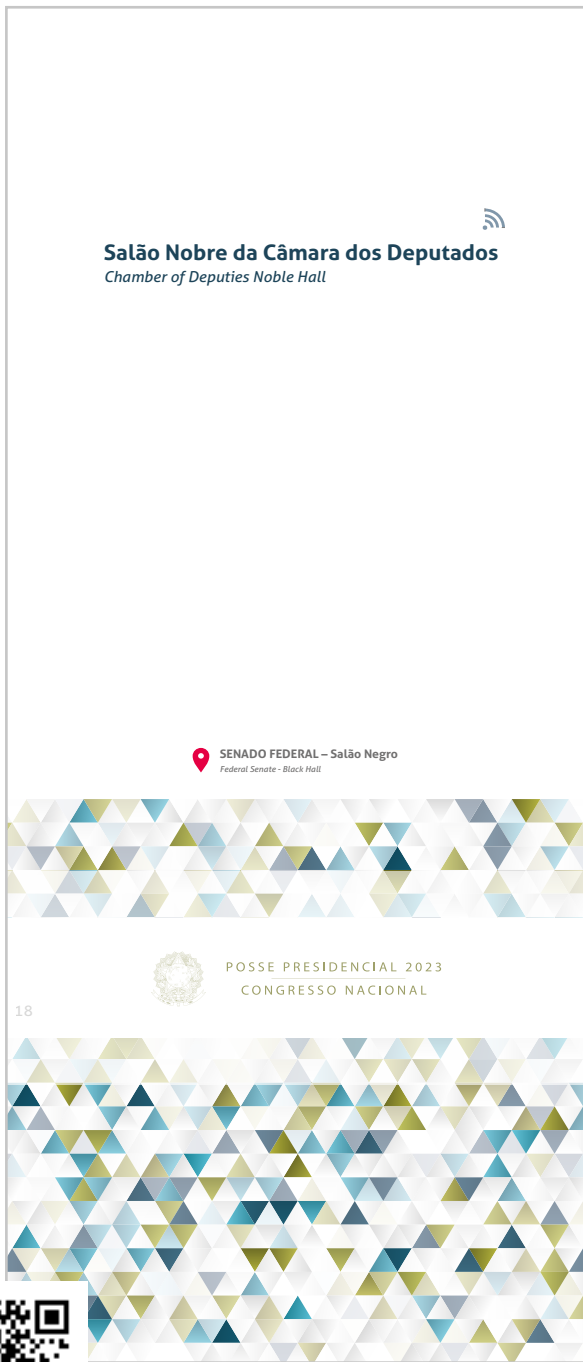 Salão Nobre da Câmara dos Deputados
Chamber of Deputies Noble Hall
SENADO FEDERAL – Salão Negro
Federal Senate - Black Hall
POSSE PRESIDENCIAL 2023
CONGRESSO NACIONAL
18